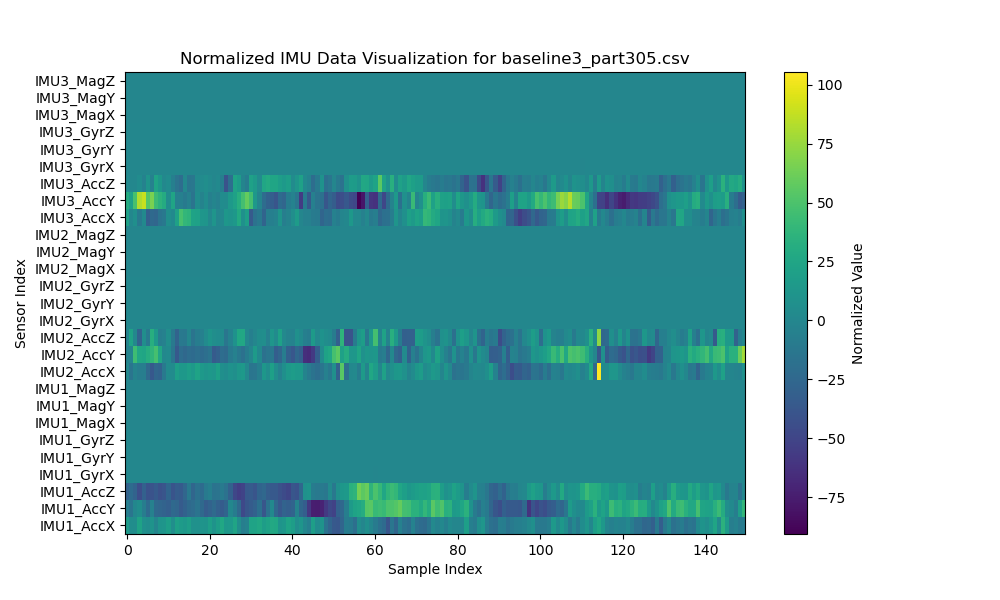 Normalized IMU Data Visualization for baseline3_part305.csv
IMU3_MagZ
IMU3_MagY
IMU3_MagX
IMU3_GyrZ
IMU3_GyrY
IMU3_GyrX
IMU3_AccZ
IMU3_AccY
IMU3_AccX
IMU2_MagZ
IMU2_MagY
IMU2_MagX
IMU2_GyrZ
IMU2_GyrY
IMU2_GyrX
IMU2_AccZ
IMU2_AccY
IMU2_AccX
IMU1_MagZ
IMU1_MagY
IMU1_MagX
IMU1_GyrZ
IMU1_GyrY
IMU1_GyrX
IMU1_AccZ
IMU1_AccY
IMU1_AccX
Sensor Index
0 20 40 60 80 100 120 140
Sample Index
100
75
50
25
0
−25
−50
−75
Normalized Value